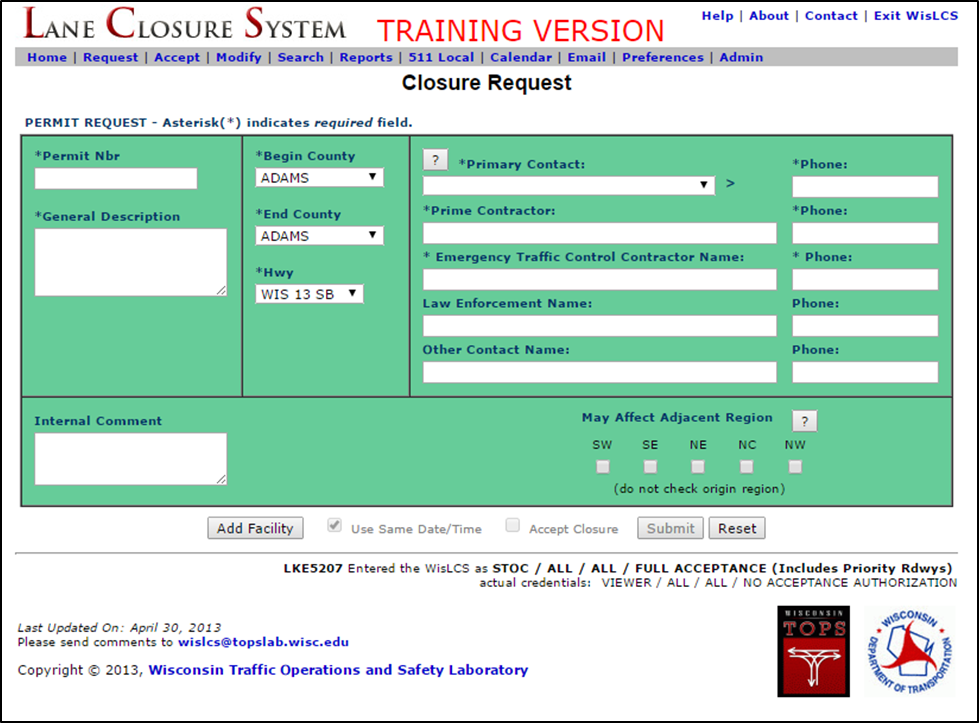 LANE CLOSURE SYSTEM TRAINING VERSION
Help | About | Contact | Exit WisLCS
Home | Request | Accept | Modify | Search | Reports | 511 Local | Calendar | Email | Preferences | Admin
Closure Request
PERMIT REQUEST - Asterisk(*) indicates required field.
*Permit Nbr
*General Description
*Begin County
ADAMS
*End County
ADAMS
*Hwy
WIS 13 SB
? *Primary Contact: *Phone:
>
*Prime Contractor: *Phone:
* Emergency Traffic Control Contractor Name: * Phone:
Law Enforcement Name: Phone:
Other Contact Name: Phone:
Internal Comment
May Affect Adjacent Region ?
SW SE NE NC NW
(do not check origin region)
Add Facility Use Same Date/Time Accept Closure Submit Reset
LKE5207 Entered the WisLCS as STOC / ALL / ALL / FULL ACCEPTANCE (Includes Priority Rdwys)
actual credentials: VIEWER / ALL / ALL / NO ACCEPTANCE AUTHORIZATION
Last Updated On: April 30, 2013
Please send comments to wislcs@topslab.wisc.edu
Copyright © 2013, Wisconsin Traffic Operations and Safety Laboratory
WISCONSIN
TOPS
WISCONSIN
DEPARTMENT OF TRANSPORTATION